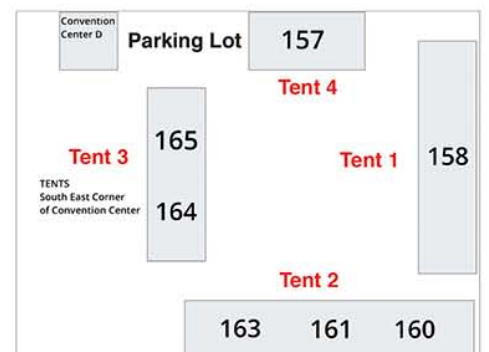 Convention
Center D
Parking Lot
157
Tent 4
165
Tent 3
Tent 1
158
TENTS
South East Corner
of Convention Center
164
Tent 2
163 161 160